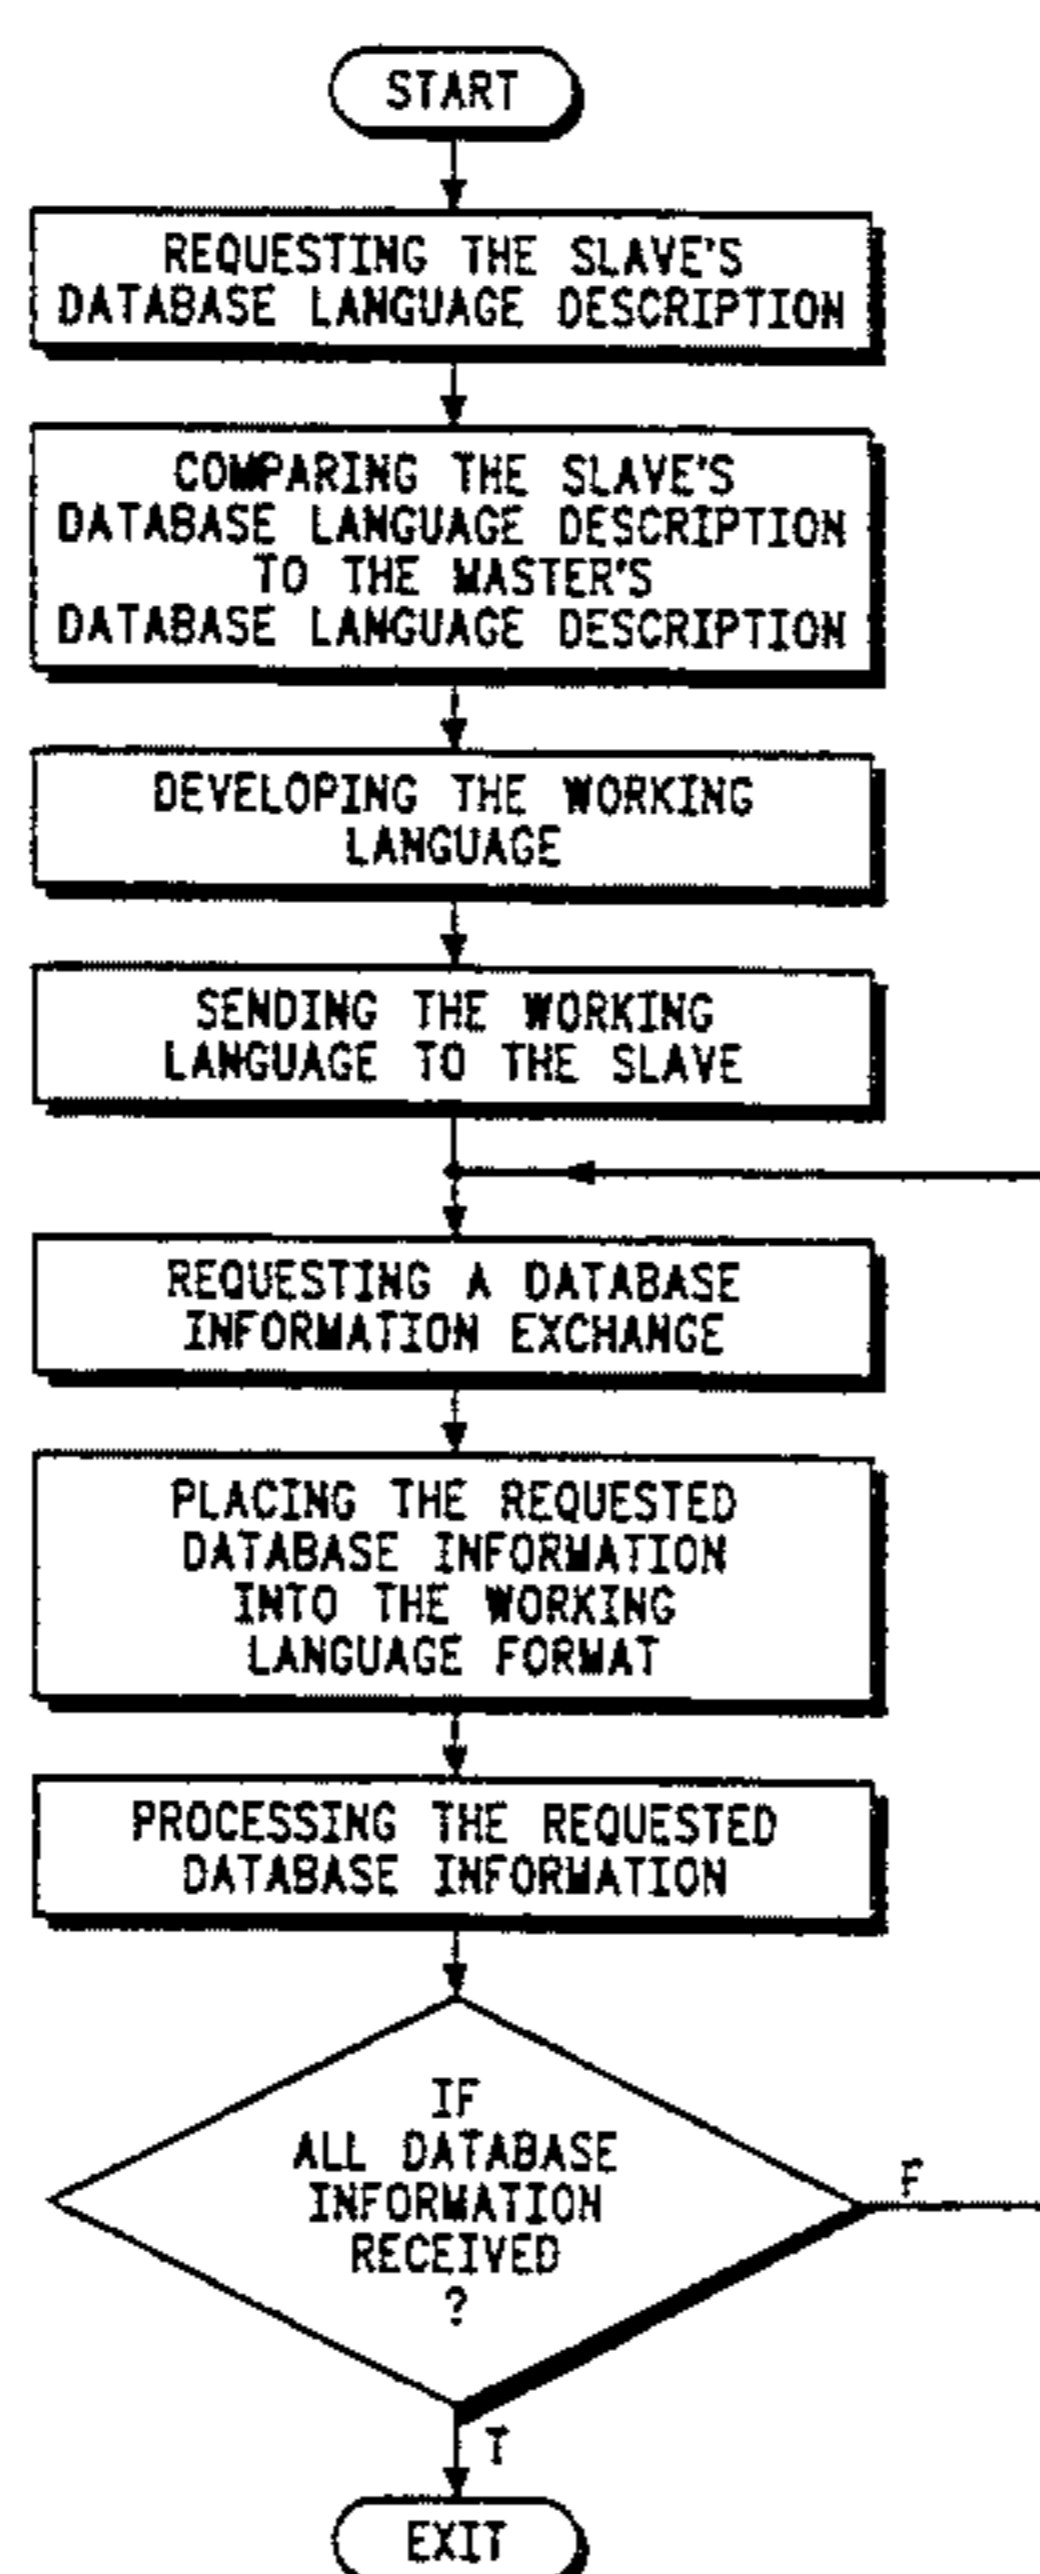 START
REQUESTING THE SLAVE'S
DATABASE LANGUAGE DESCRIPTION
COMPARING THE SLAVE'S
DATABASE LANGUAGE DESCRIPTION
TO THE MASTER'S
DATABASE LANGUAGE DESCRIPTION
DEVELOPING THE WORKING
LANGUAGE
SENDING THE WORKING
LANGUAGE TO THE SLAVE
REQUESTING A DATABASE
INFORMATION EXCHANGE
PLACING THE REQUESTED
DATABASE INFORMATION
INTO THE WORKING
LANGUAGE FORMAT
PROCESSING THE REQUESTED
DATABASE INFORMATION
IF
ALL DATABASE
INFORMATION
RECEIVED
?
F
T
EXIT